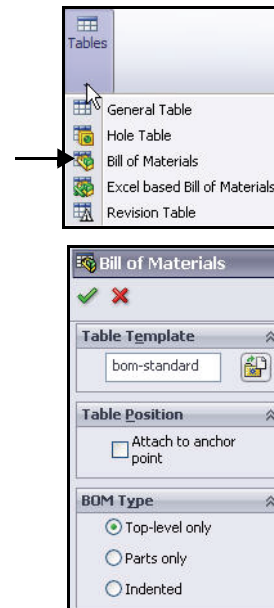 Tables
General Table
Hole Table
Bill of Materials
Excel based Bill of Materials
Revision Table
Bill of Materials
Table Template
bom-standard
Table Position
Attach to anchor
point
BOM Type
Top-level only
Parts only
Indented